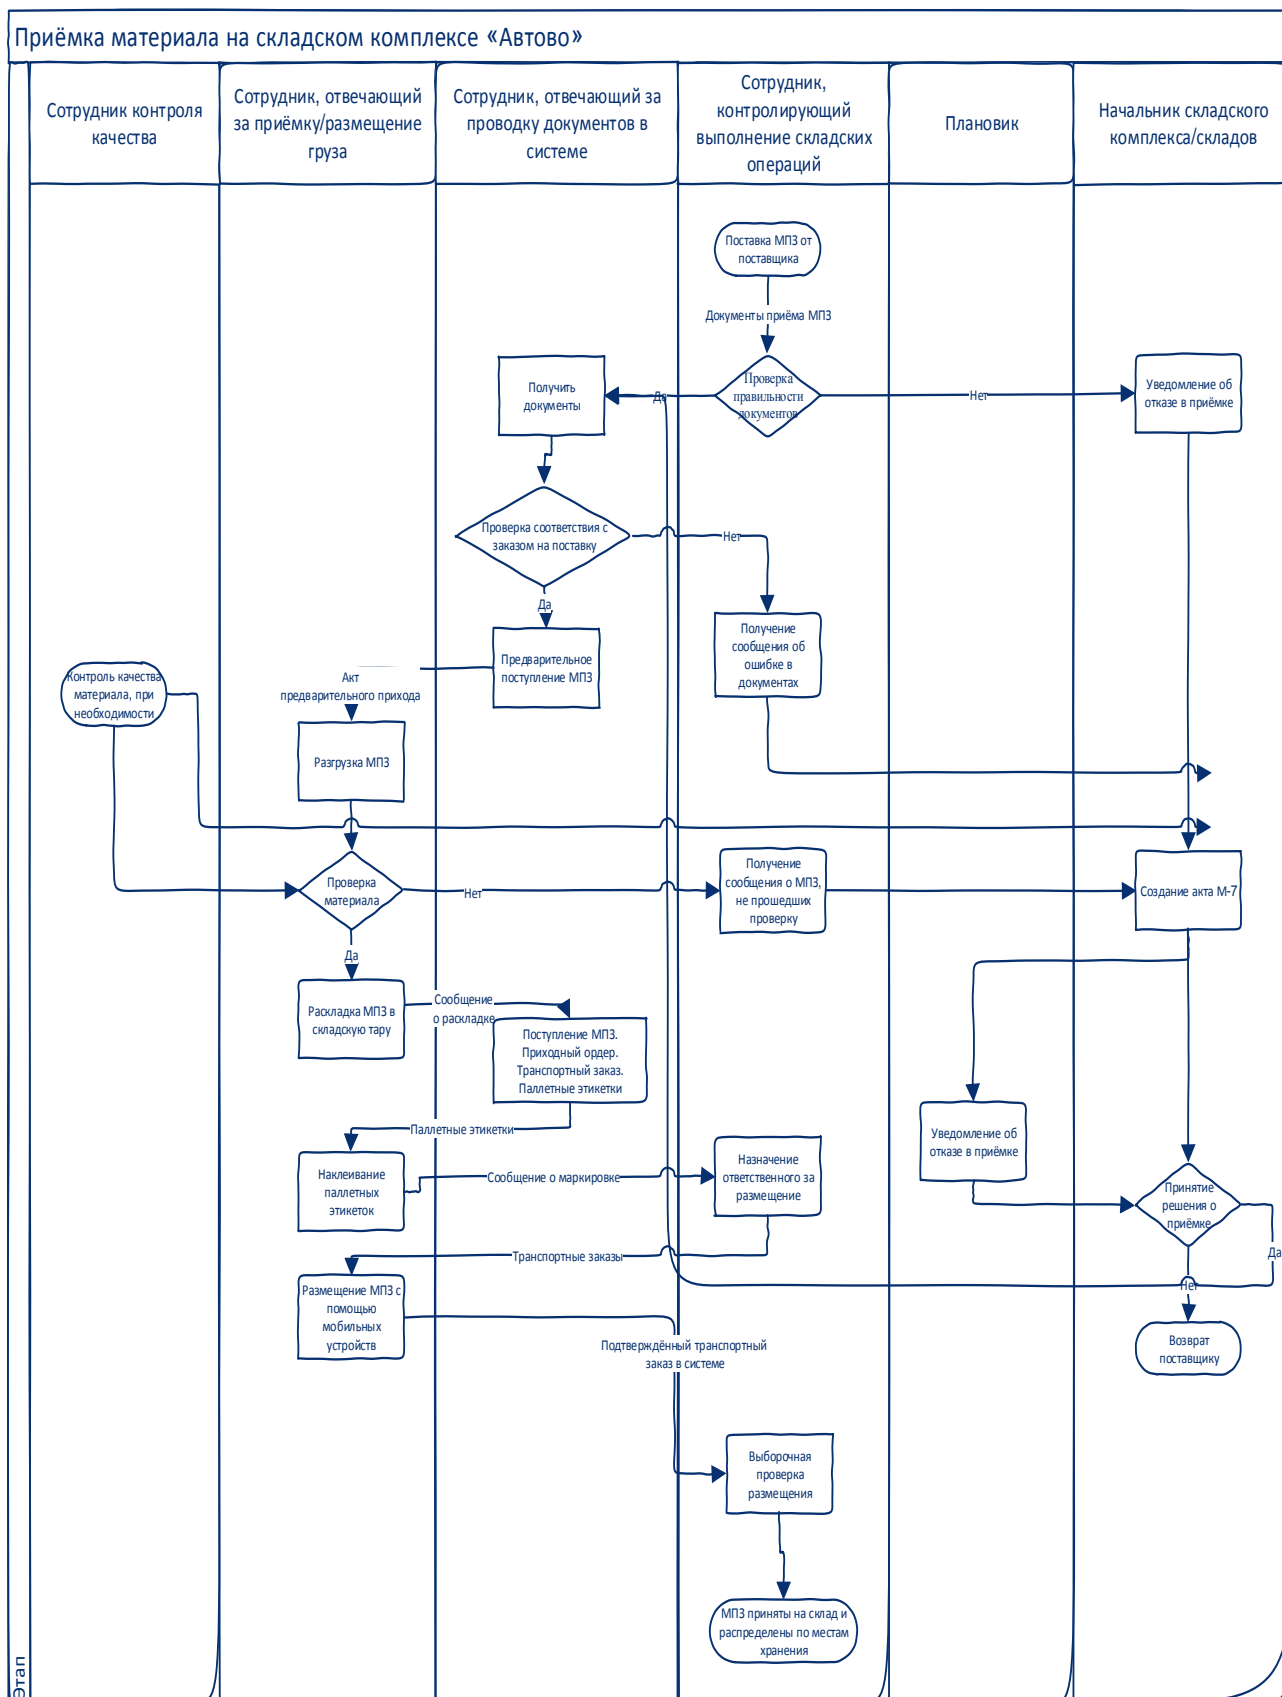 Приёмка материала на складском комплексе «Автово»
Сотрудник контроля
качества
Сотрудник, отвечающий
за приёмку/размещение
груза
Сотрудник, отвечающий за
проводку документов в
системе
Сотрудник,
контролирующий
выполнение складских
операций
Плановик
Начальник складского
комплекса/складов
Поставка МПЗ от
поставщика
Документы приёма МПЗ
Получить
документы
Да
Проверка
правильности
документов
Нет
Уведомление об
отказе в приёмке
Проверка соответствия с
заказом на поставку
Нет
Да
Получение
сообщения об
ошибке в
документах
Предварительное
поступление МПЗ
Акт
предварительного прихода
Контроль качества
материала, при
необходимости
Разгрузка МПЗ
Проверка
материала
Нет
Получение
сообщения о МПЗ,
не прошедших
проверку
Создание акта М-7
Да
Раскладка МПЗ в
складскую тару
Сообщение
о раскладке
Поступление МПЗ.
Приходный ордер.
Транспортный заказ.
Паллетные этикетки
Паллетные этикетки
Уведомление об
отказе в приёмке
Наклеивание
паллетных
этикеток
Сообщение о маркировке
Назначение
ответственного за
размещение
Принятие
решения о
приёмке
Транспортные заказы
Да
Нет
Размещение МПЗ с
помощью
мобильных
устройств
Подтверждённый транспортный
заказ в системе
Возврат
поставщику
Выборочная
проверка
размещения
МПЗ приняты на склад и
распределены по местам
хранения
Этап